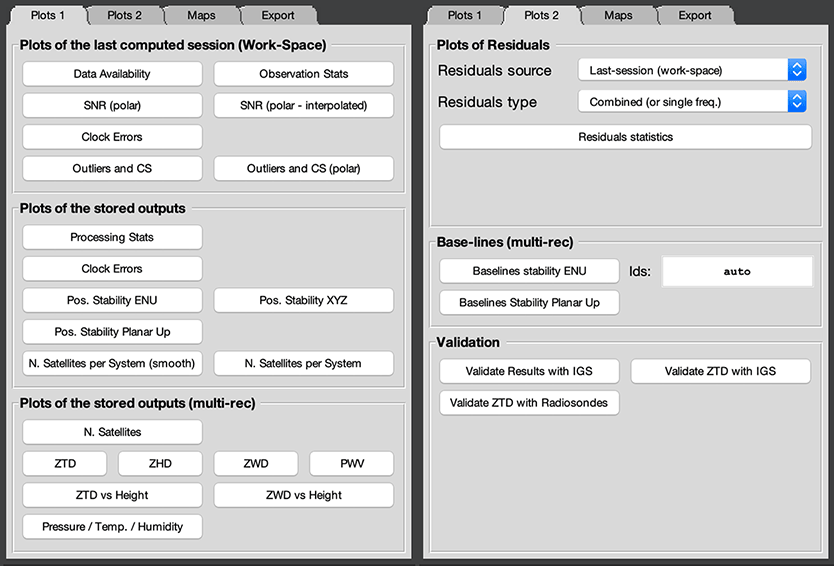 Plots 1
Plots 2
Maps
Export
Plots of the last computed session (Work-Space)
Data Availability
Observation Stats
SNR (polar)
SNR (polar - interpolated)
Clock Errors
Outliers and CS
Outliers and CS (polar)
Plots of the stored outputs
Processing Stats
Clock Errors
Pos. Stability ENU
Pos. Stability XYZ
Pos. Stability Planar Up
N. Satellites per System (smooth)
N. Satellites per System
Plots of the stored outputs (multi-rec)
N. Satellites
ZTD
ZHD
ZWD
PWV
ZTD vs Height
ZWD vs Height
Pressure / Temp. / Humidity
Plots 1
Plots 2
Maps
Export
Plots of Residuals
Residuals source
Last-session (work-space)
Residuals type
Combined (or single freq.)
Residuals statistics
Base-lines (multi-rec)
Baselines stability ENU
Ids:
auto
Baselines Stability Planar Up
Validation
Validate Results with IGS
Validate ZTD with IGS
Validate ZTD with Radiosondes